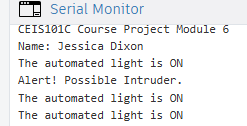 Serial Monitor
CEIS101C Course Project Module 6
Name: Jessica Dixon
The automated light is ON
Alert! Possible Intruder.
The automated light is ON
The automated light is ON